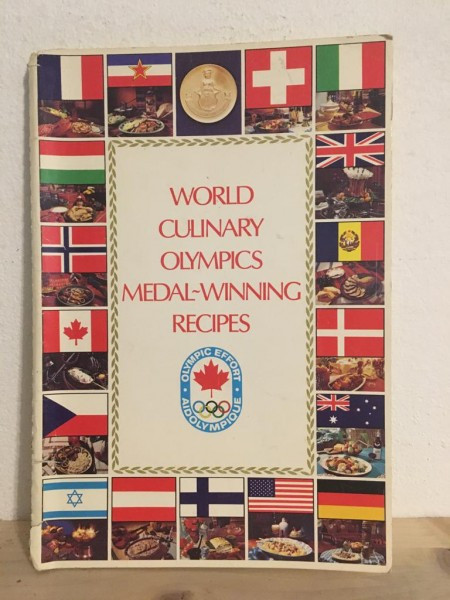 WORLD
CULINARY
OLYMPICS
MEDAL-WINNING
RECIPES
OLYMPIC EFFORT
AIDOLYMPIQUE